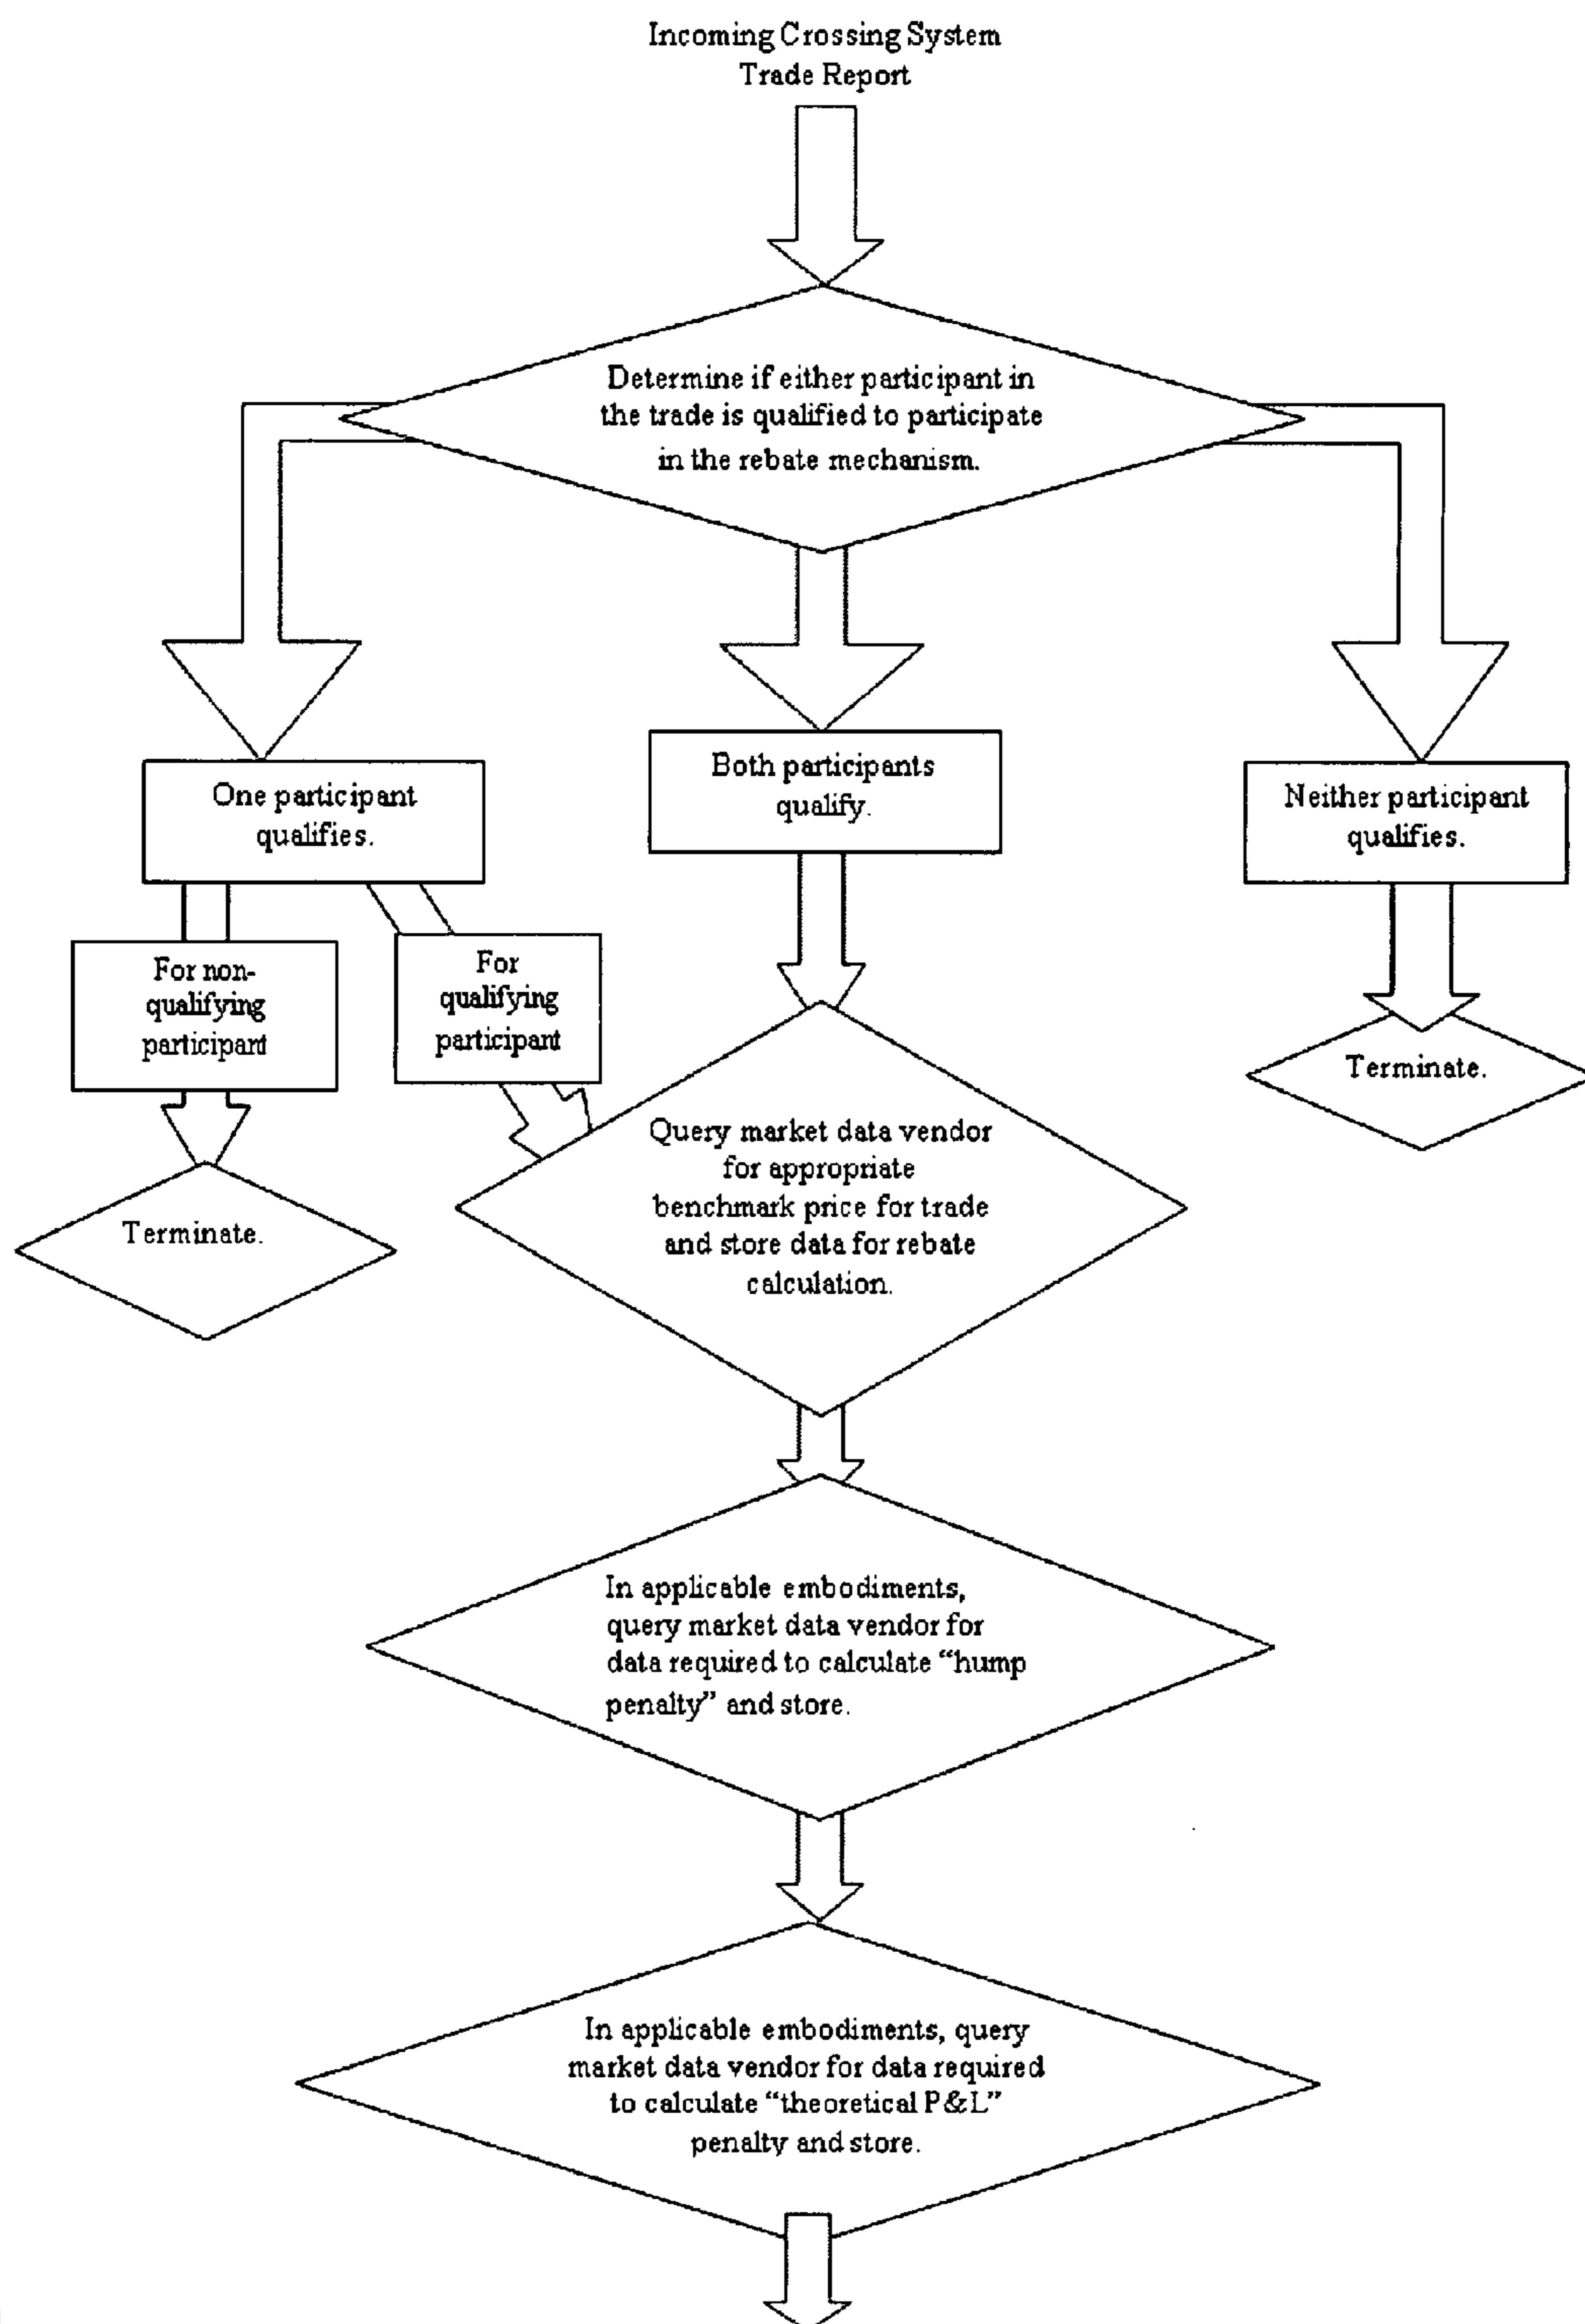 Incoming Crossing System
Trade Report
Determine if either participant in
the trade is qualified to participate
in the rebate mechanism.
One participant
qualifies.
Both participants
qualify.
Neither participant
qualifies.
For non-
qualifying
participant
For
qualifying
participant
Terminate.
Query market data vendor
for appropriate
benchmark price for trade
and store data for rebate
calculation.
Terminate.
In applicable embodiments,
query market data vendor for
data required to calculate “hump
penalty” and store.
In applicable embodiments, query
market data vendor for data required
to calculate “theoretical P&L”
penalty and store.